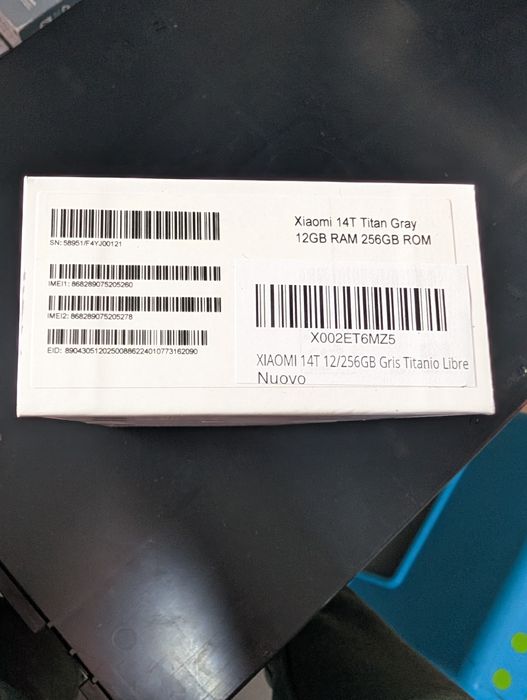 SN: 58951/F4YJ00121
IMEI1: 868289075205260
IMEI2: 868289075205278
EID: 89043051202500886224010773162090
Xiaomi 14T Titan Gray
12GB RAM 256GB ROM
X002ET6MZ5
XIAOMI 14T 12/256GB Gris Titanio Libre
Nuovo